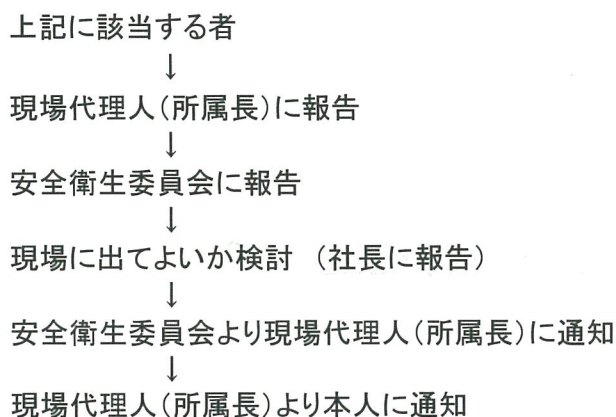 上記に該当する者
↓
現場代理人（所属長）に報告
↓
安全衛生委員会に報告
↓
現場に出てよいか検討　（社長に報告）
↓
安全衛生委員会より現場代理人（所属長）に通知
↓
現場代理人（所属長）より本人に通知